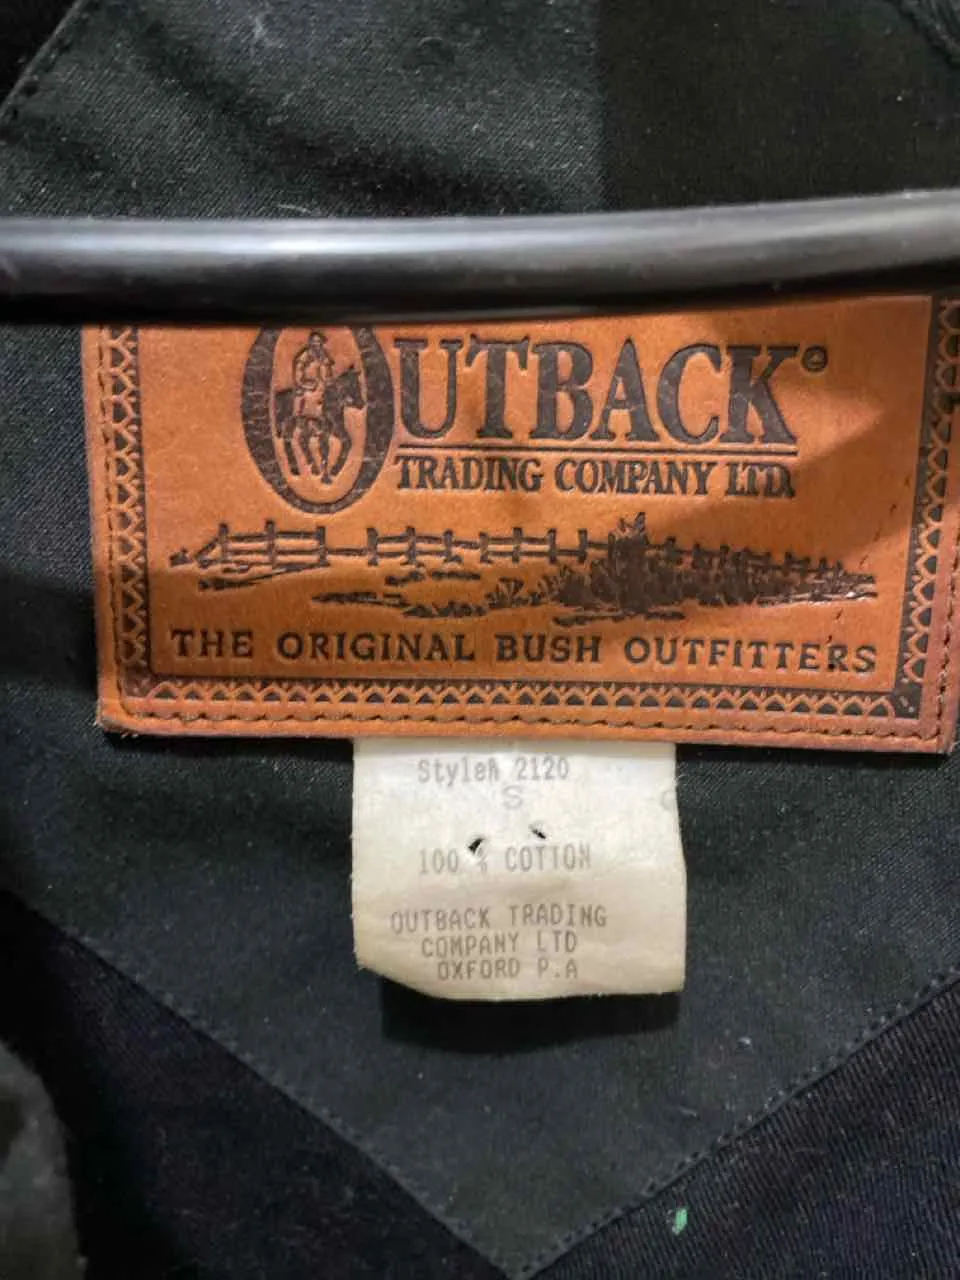 OUTBACK®
TRADING COMPANY LTD.
THE ORIGINAL BUSH OUTFITTERS
Style# 2120
S
100 % COTTON
OUTBACK TRADING
COMPANY LTD
OXFORD P.A